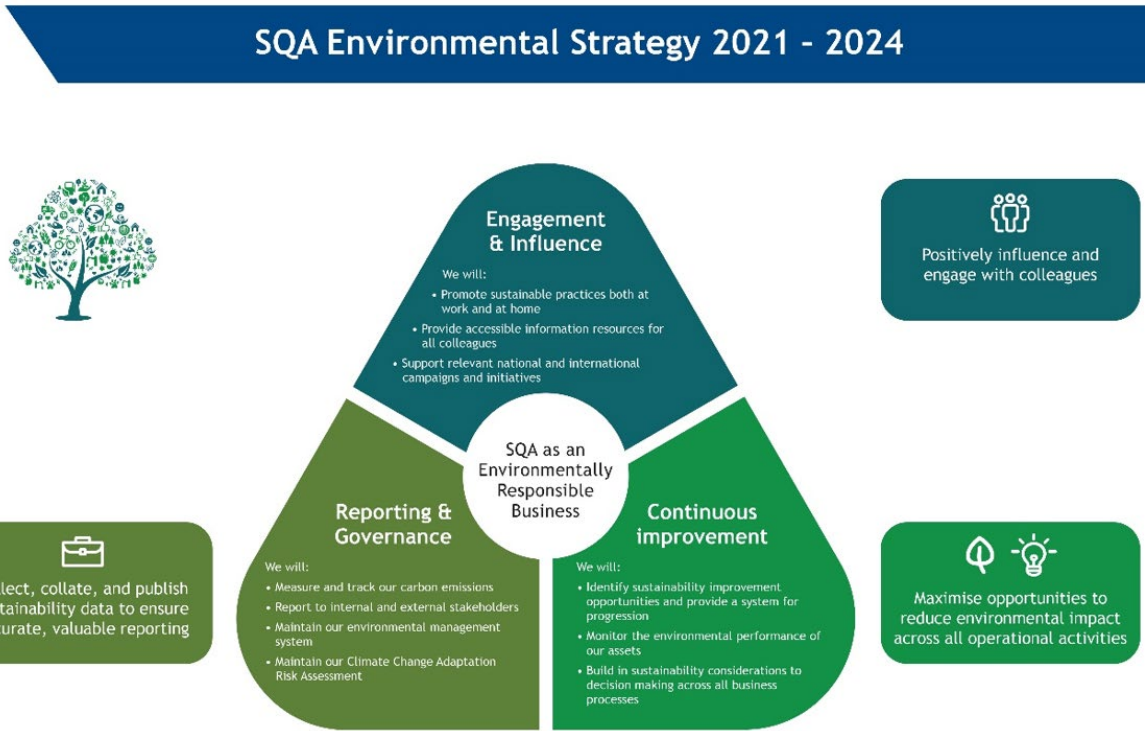 SQA Environmental Strategy 2021 - 2024
Engagement
& Influence
We will:
• Promote sustainable practices both at
work and at home
• Provide accessible information resources for
all colleagues
• Support relevant national and international
campaigns and initiatives
Positively influence and
engage with colleagues
SQA as an
Environmentally
Responsible
Business
Reporting &
Governance
We will:
• Measure and track our carbon emissions
• Report to internal and external stakeholders
• Maintain our environmental management
system
• Maintain our Climate Change Adaptation
Risk Assessment
Continuous
improvement
We will:
• Identify sustainability improvement
opportunities and provide a system for
progression
• Monitor the environmental performance of
our assets
• Build in sustainability considerations to
decision making across all business
processes
lect, collate, and publish
tainability data to ensure
urate, valuable reporting
Maximise opportunities to
reduce environmental impact
across all operational activities